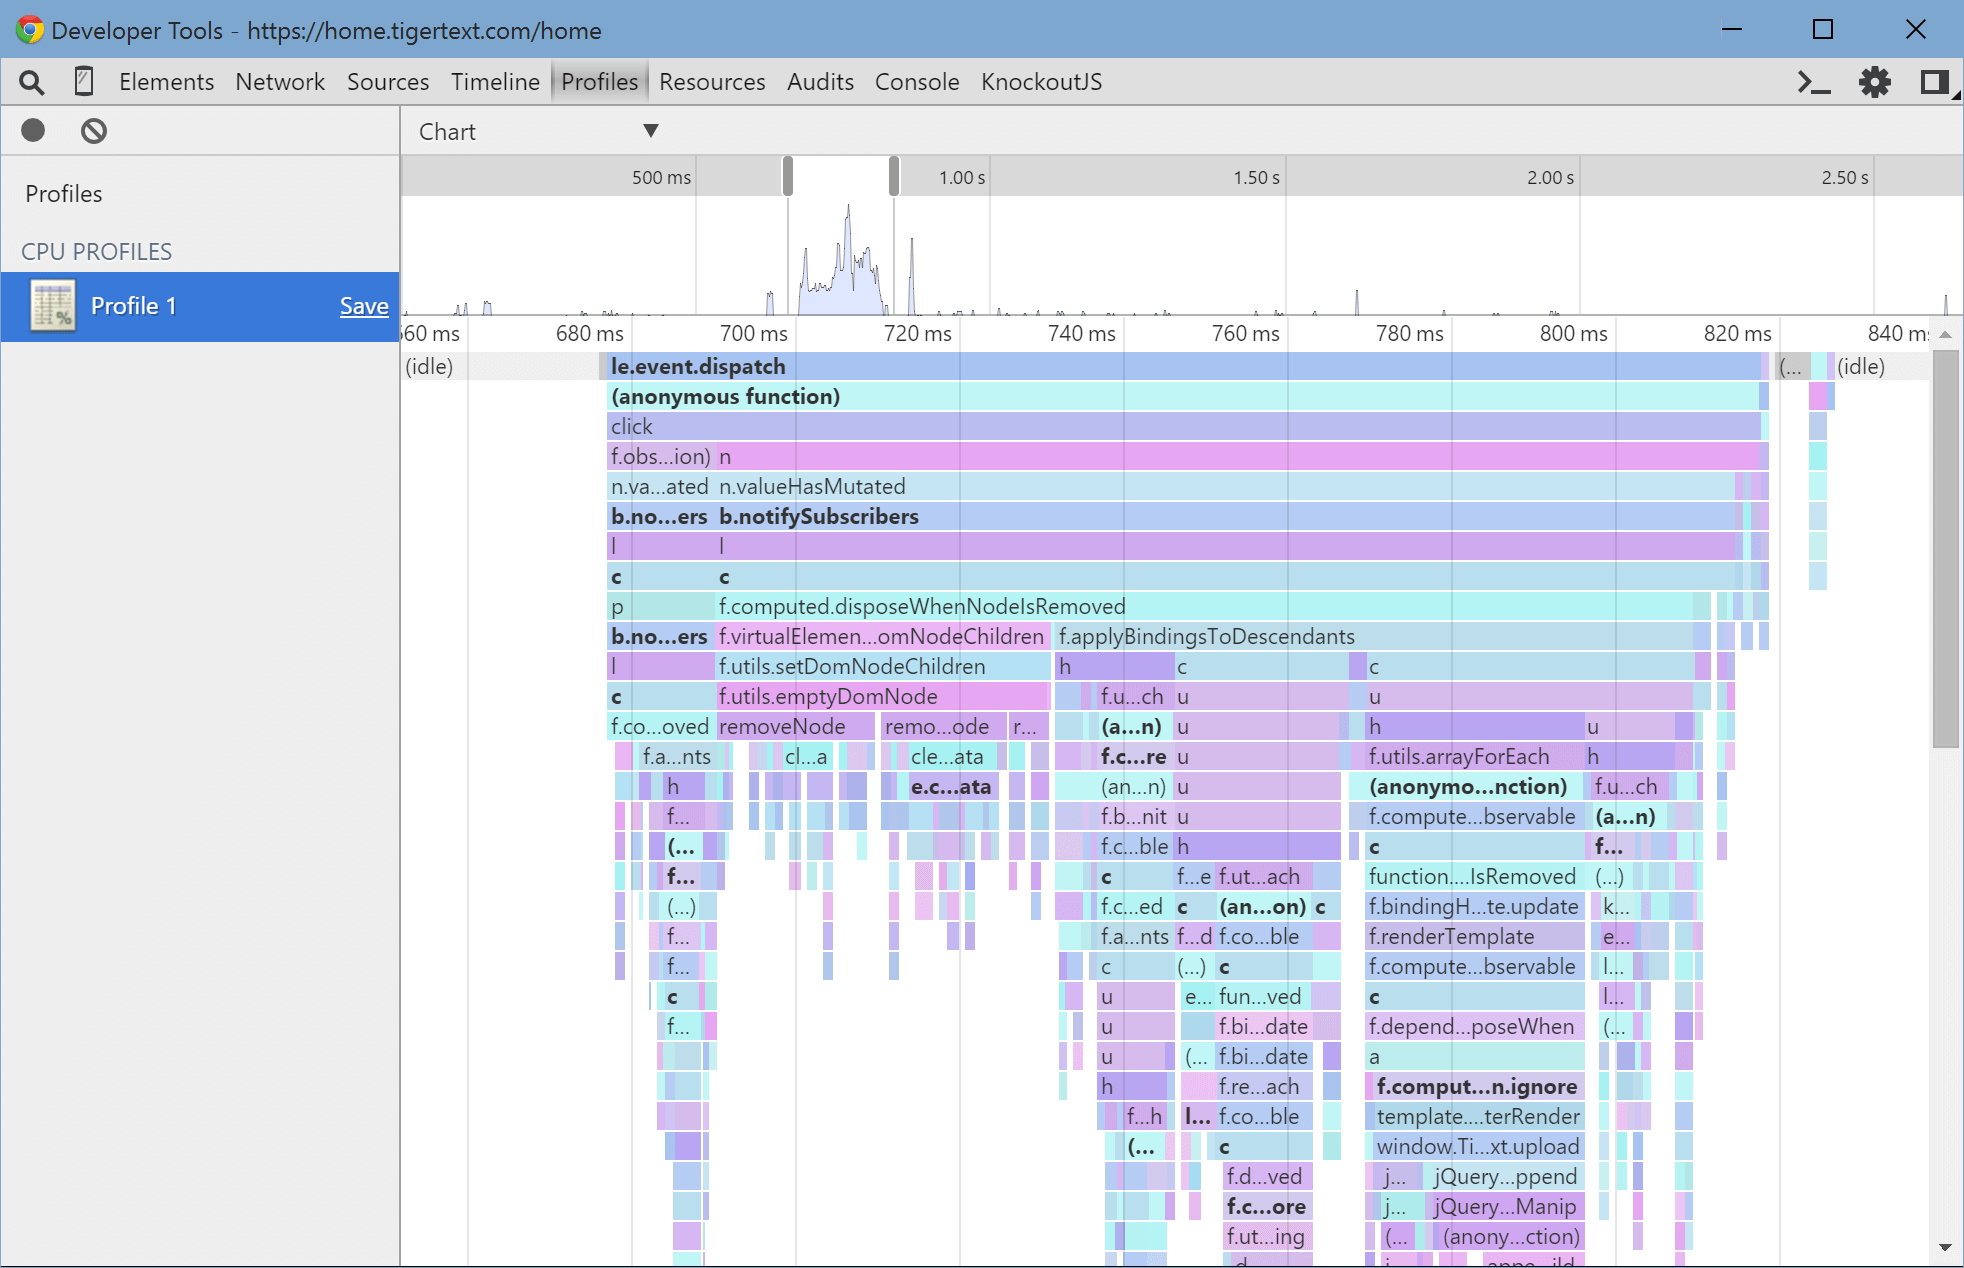 Developer Tools - https://home.tigertext.com/home
Elements Network Sources Timeline Profiles Resources Audits Console KnockoutJS
Chart
Profiles
CPU PROFILES
Profile 1 Save
500 ms 1.00 s 1.50 s 2.00 s 2.50 s
680 ms 700 ms 720 ms 740 ms 760 ms 780 ms 800 ms 820 ms 840 m
(idle) le.event.dispatch (... (idle)
(anonymous function)
click
f.obs...ion) n
n.va...ated n.valueHasMutated
b.no...ers b.notifySubscribers
l l
c c
p f.computed.disposeWhenNodeIsRemoved
b.no...ers f.virtualElemen...omNodeChildren f.applyBindingsToDescendants
l f.utils.setDomNodeChildren h c c
c f.utils.emptyDomNode f.u...ch u u
f.co...oved removeNode remo...ode r... (a...n) u h u
f.a...nts cl...a cle...ata f.c...re u f.utils.arrayForEach h
h e.c...ata (an...n) u (anonymo...nction) f.u...ch
f... f.b...nit u f.compute...bservable (a...n)
(... f.c...ble h c f...
f... c f...e f.ut...ach function....IsRemoved (...)
(...) f.c...ed c (an...on) c f.bindingH...te.update k...
f... f.a...nts f...d f.co...ble f.renderTemplate e...
f... c (...) c f.compute...bservable l...
c u e... fun...ved c l...
f... u f.bi...date f.depend...poseWhen (...
u (... f.bi...date a
h f.re...ach f.comput...n.ignore
f...h l... f.co...ble template....terRender
(... c window.Ti...xt.upload
f.d...ved j... jQuery...ppend
f.c...ore j... jQuery...Manip
f.ut...ing (... (anony...ction)